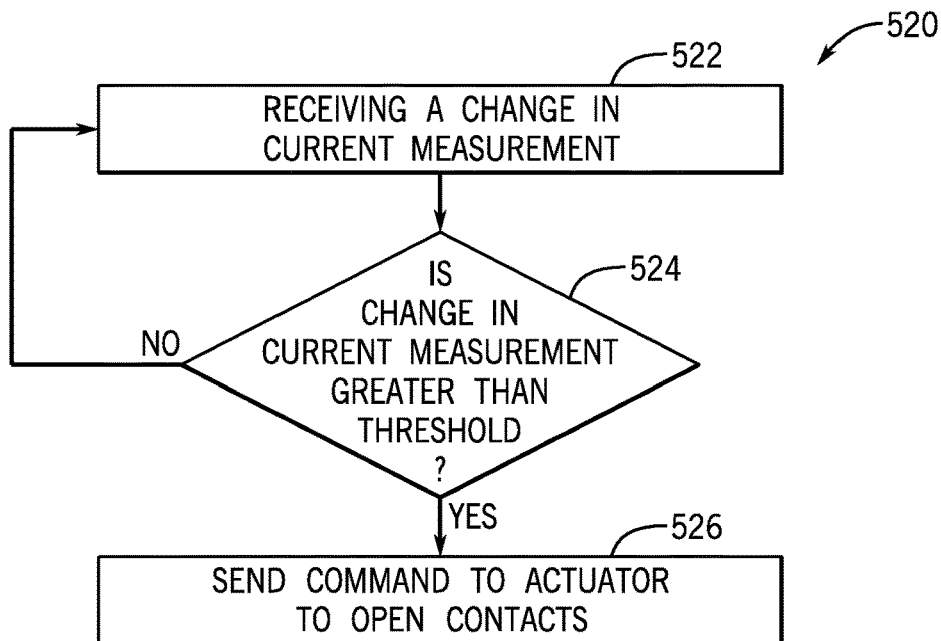 520
522
RECEIVING A CHANGE IN
CURRENT MEASUREMENT
524
IS
CHANGE IN
CURRENT MEASUREMENT
GREATER THAN
THRESHOLD
?
NO
YES
526
SEND COMMAND TO ACTUATOR
TO OPEN CONTACTS